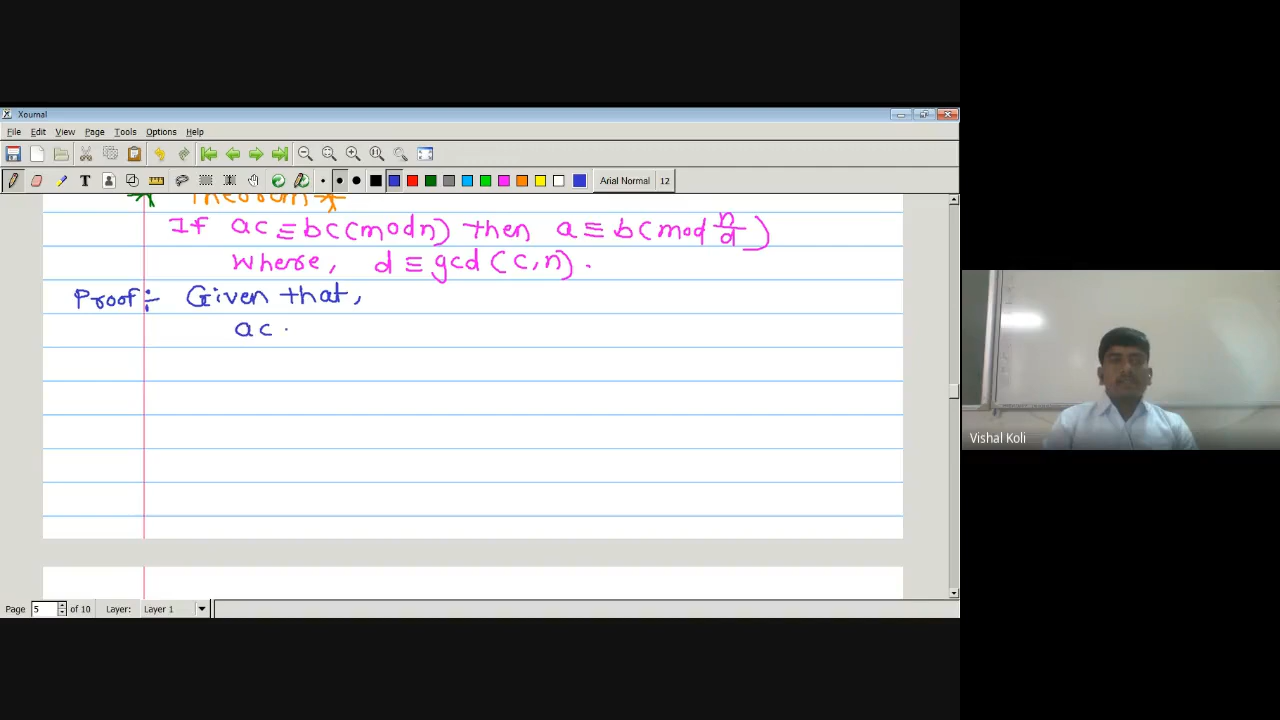 Xournal
File Edit View Page Tools Options Help
Arial Normal 12
Theorem
If ac ≡ bc(mod n) then a ≡ b(mod n/d)
Where, d ≡ gcd (c,n).
Proof:- Given that,
ac
Vishal Koli
Page 5 of 10 Layer: Layer 1